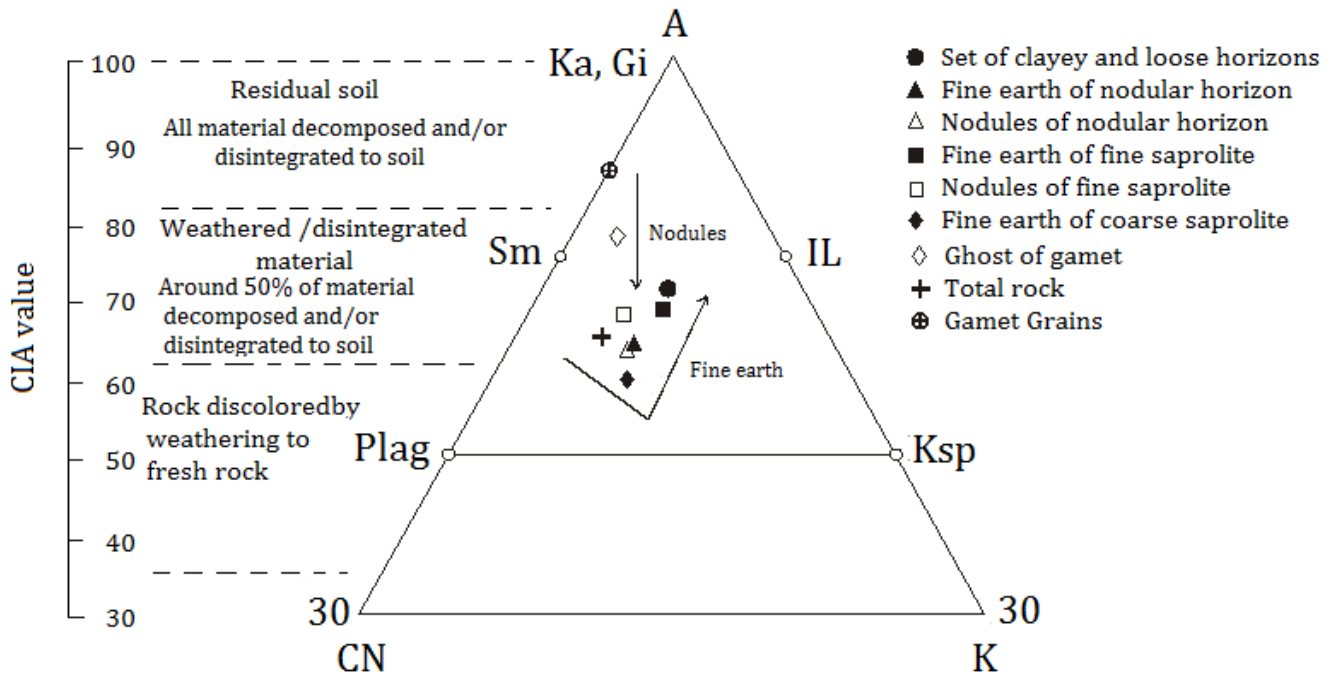 A
Ka, Gi
100
90
80
70
60
50
40
30
CIA value
Residual soil
All material decomposed and/or
disintegrated to soil
Weathered /disintegrated
material
Around 50% of material
decomposed and/or
disintegrated to soil
Rock discoloredby
weathering to
fresh rock
Nodules
Sm
IL
Fine earth
Plag
Ksp
30
30
CN
K
Set of clayey and loose horizons
Fine earth of nodular horizon
Nodules of nodular horizon
Fine earth of fine saprolite
Nodules of fine saprolite
Fine earth of coarse saprolite
Ghost of gamet
Total rock
Gamet Grains